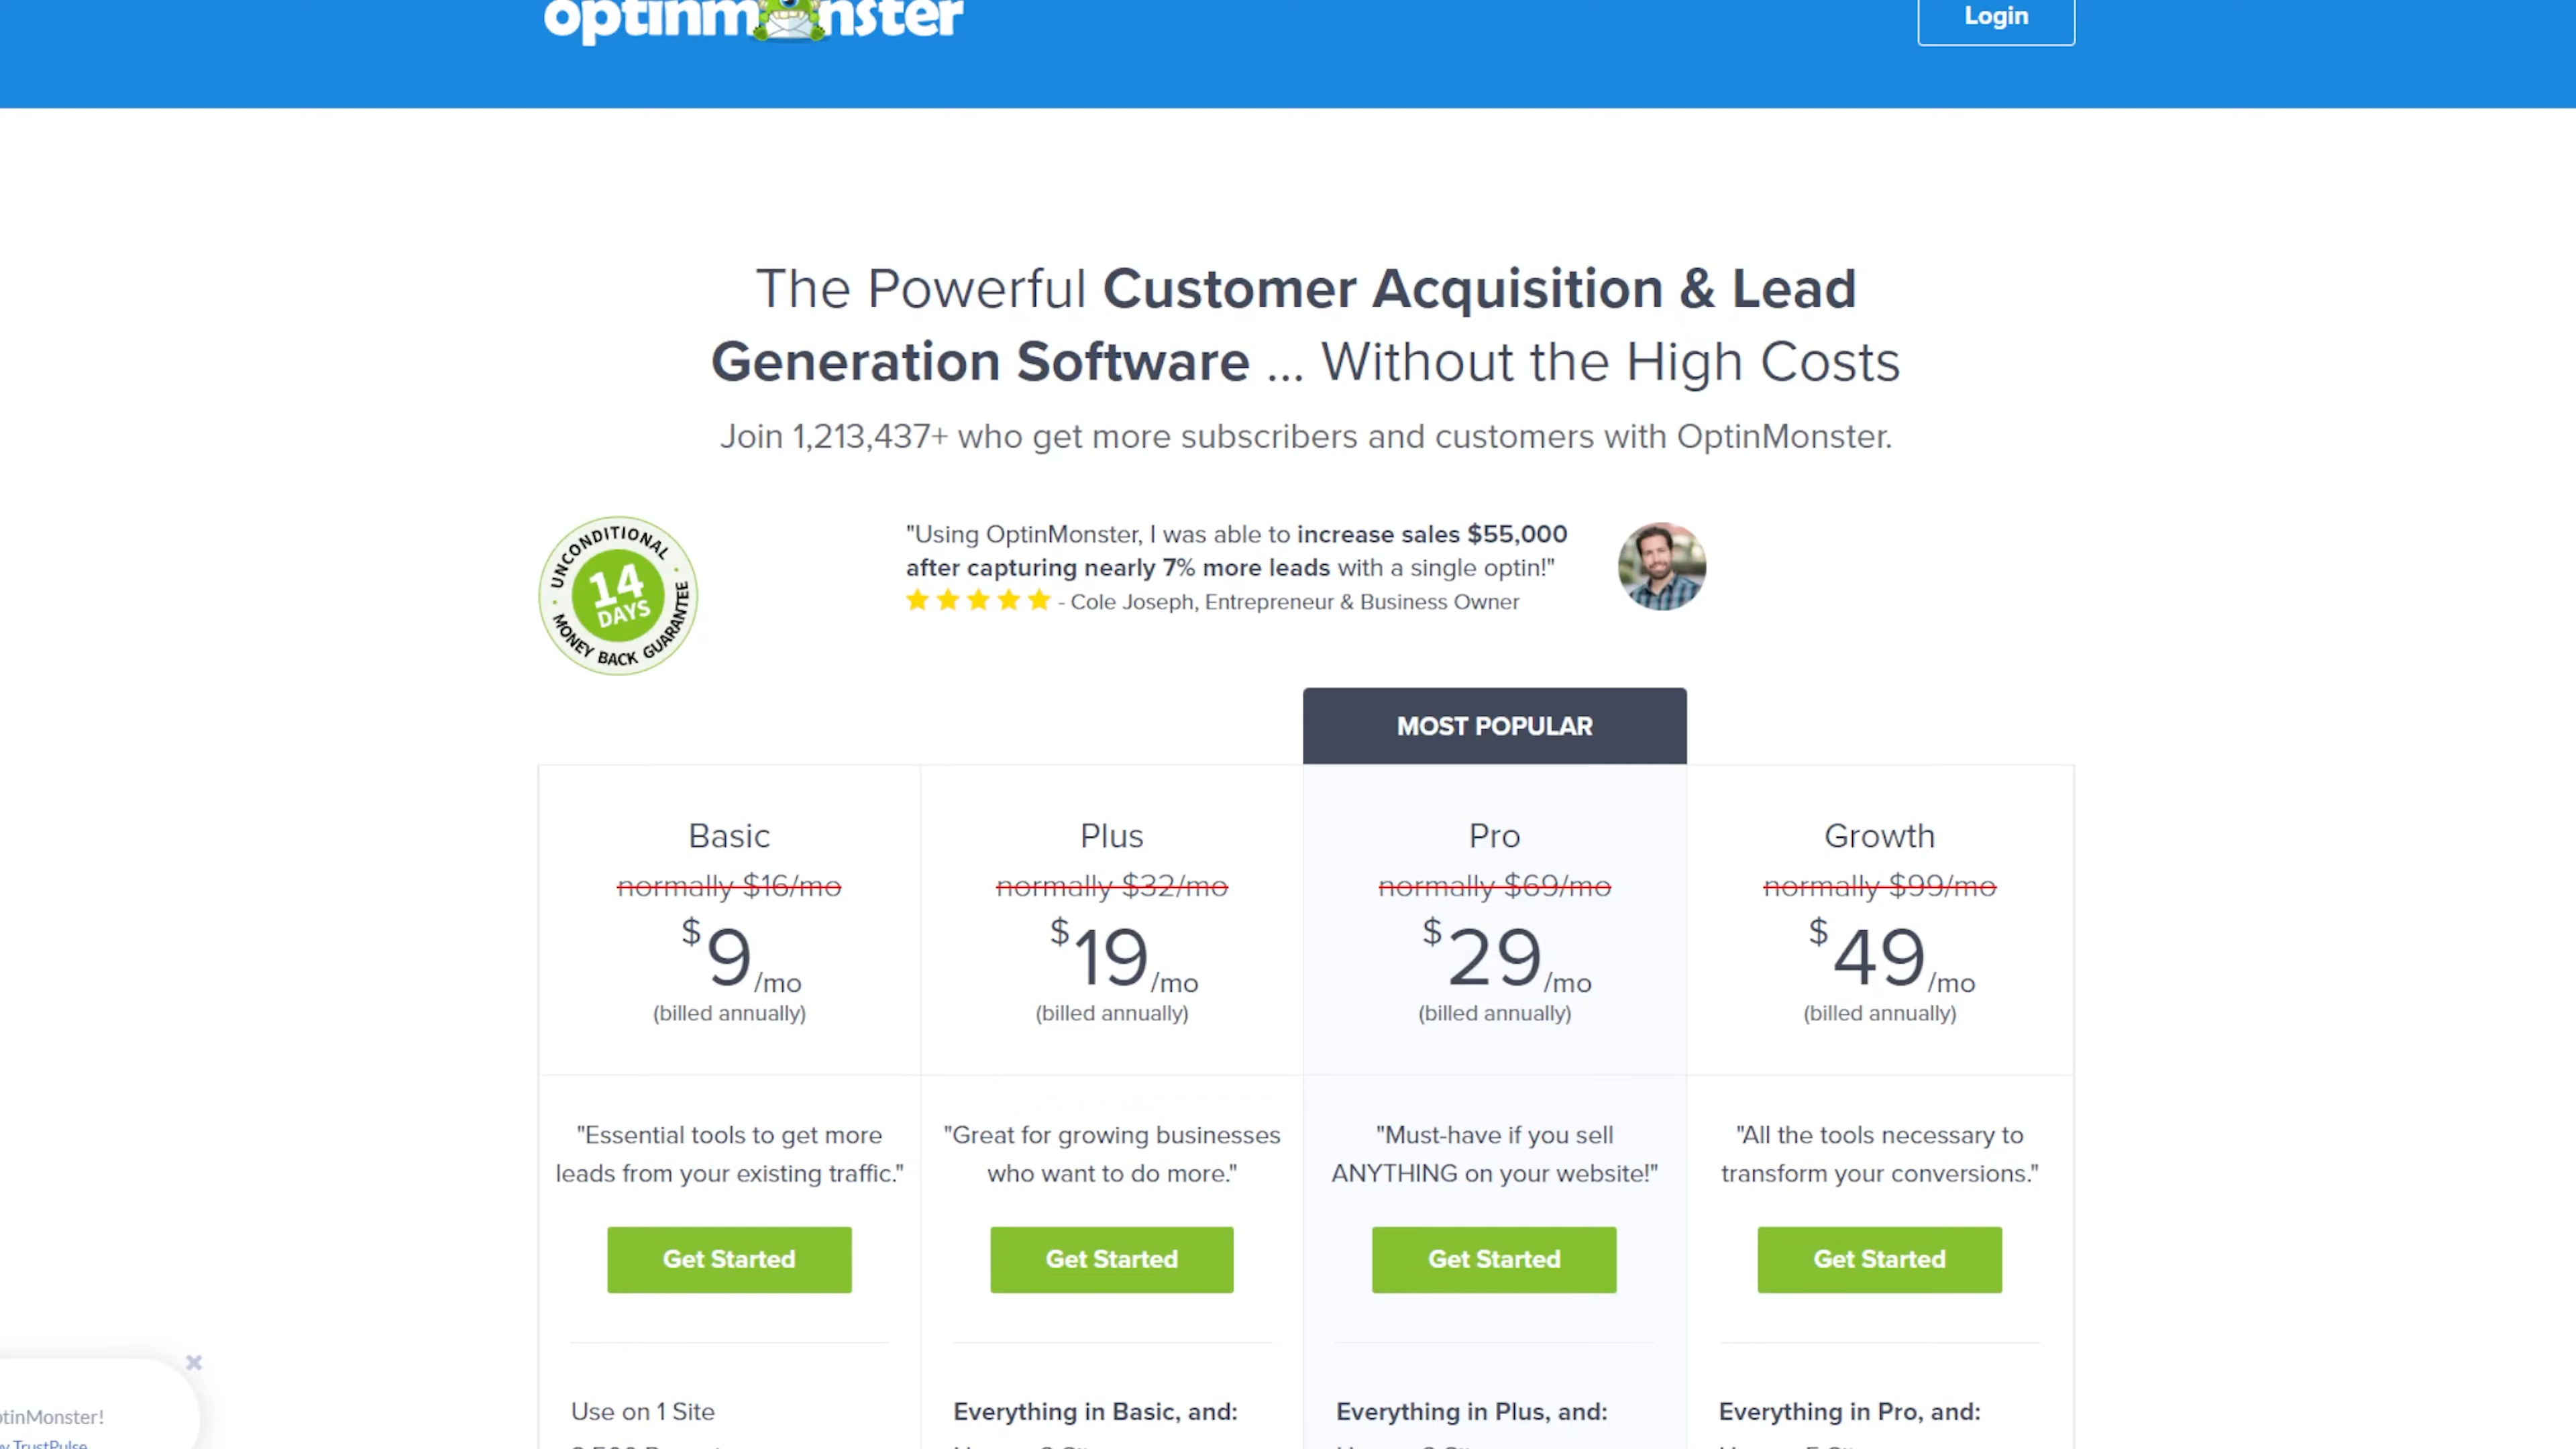 optinmonster
Login
The Powerful Customer Acquisition & Lead
Generation Software ... Without the High Costs
Join 1,213,437+ who get more subscribers and customers with OptinMonster.
UNCONDITIONAL
14
DAYS
MONEY BACK GUARANTEE
"Using OptinMonster, I was able to increase sales $55,000
after capturing nearly 7% more leads with a single optin!"
- Cole Joseph, Entrepreneur & Business Owner
MOST POPULAR
Basic
normally $16/mo
$9/mo
(billed annually)
"Essential tools to get more
leads from your existing traffic."
Get Started
Use on 1 Site
Plus
normally $32/mo
$19/mo
(billed annually)
"Great for growing businesses
who want to do more."
Get Started
Everything in Basic, and:
Pro
normally $69/mo
$29/mo
(billed annually)
"Must-have if you sell
ANYTHING on your website!"
Get Started
Everything in Plus, and:
Growth
normally $99/mo
$49/mo
(billed annually)
"All the tools necessary to
transform your conversions."
Get Started
Everything in Pro, and:
tinMonster!
TrustPulse